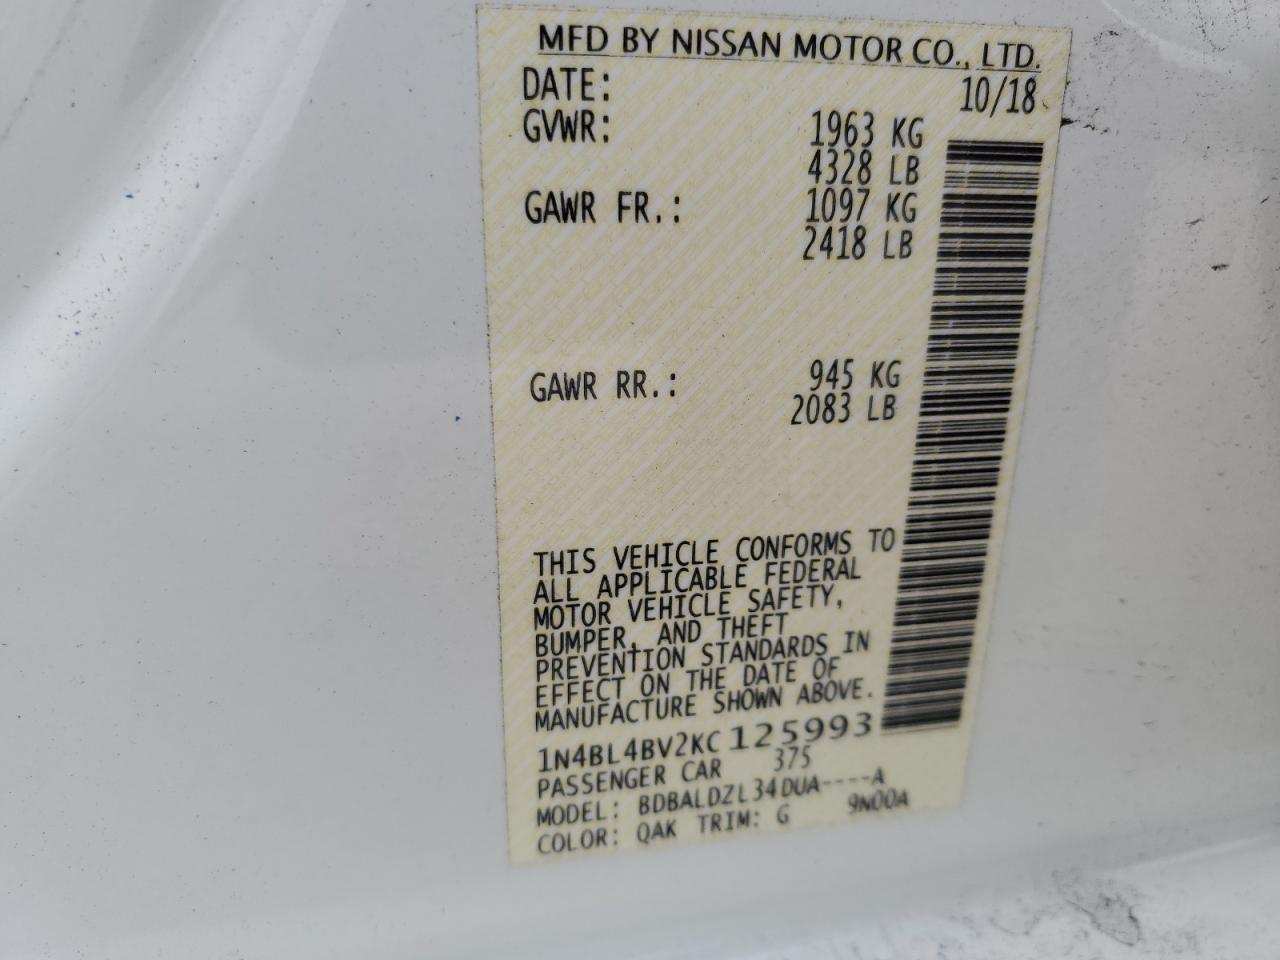 MFD BY NISSAN MOTOR CO., LTD.
DATE: 10/18
GVWR: 1963 KG
4328 LB
GAWR FR.: 1097 KG
2418 LB
GAWR RR.: 945 KG
2083 LB
THIS VEHICLE CONFORMS TO
ALL APPLICABLE FEDERAL
MOTOR VEHICLE SAFETY,
BUMPER, AND THEFT
PREVENTION STANDARDS IN
EFFECT ON THE DATE OF
MANUFACTURE SHOWN ABOVE.
1N4BL4BV2KC125993
PASSENGER CAR 375
MODEL: BDBALDZL34DUA----A
COLOR: QAK TRIM: G 9N00A